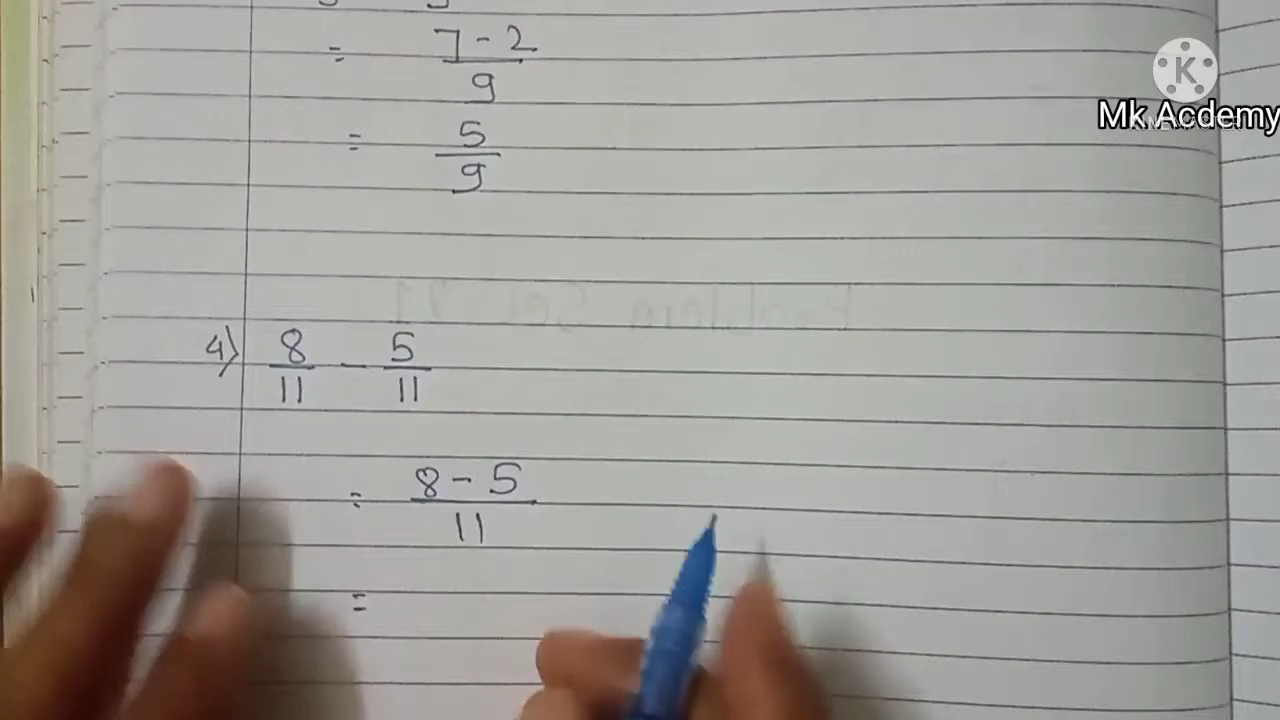 = 7 - 2
9
= 5
9
4) 8/11 - 5/11
= 8 - 5
11
=
K
Mk Acdemy